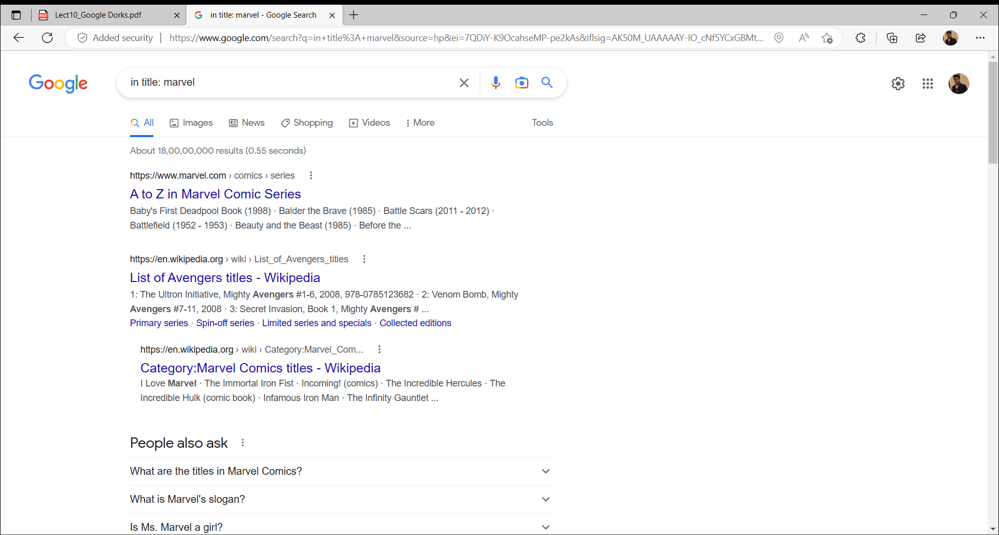 Lect10_Google Dorks.pdf
in title: marvel - Google Search
Added security
https://www.google.com/search?q=in+title%3A+marvel&source=hp&ei=7QDiY-K9OcahseMP-pe2kAs&iflsig=AK50M_UAAAAAY-IO_cNf5YCxGBMt...
Google
in title: marvel
All Images News Shopping Videos More Tools
About 18,00,00,000 results (0.55 seconds)
https://www.marvel.com › comics › series
A to Z in Marvel Comic Series
Baby's First Deadpool Book (1998) · Balder the Brave (1985) · Battle Scars (2011 - 2012) ·
Battlefield (1952 - 1953) · Beauty and the Beast (1985) · Before the ...
https://en.wikipedia.org › wiki › List_of_Avengers_titles
List of Avengers titles - Wikipedia
1: The Ultron Initiative, Mighty Avengers #1-6, 2008, 978-0785123682 · 2: Venom Bomb, Mighty
Avengers #7-11, 2008 · 3: Secret Invasion, Book 1, Mighty Avengers # ...
Primary series · Spin-off series · Limited series and specials · Collected editions
https://en.wikipedia.org › wiki › Category:Marvel_Com...
Category:Marvel Comics titles - Wikipedia
I Love Marvel · The Immortal Iron Fist · Incoming! (comics) · The Incredible Hercules · The
Incredible Hulk (comic book) · Infamous Iron Man · The Infinity Gauntlet ...
People also ask
What are the titles in Marvel Comics?
What is Marvel's slogan?
Is Ms. Marvel a girl?